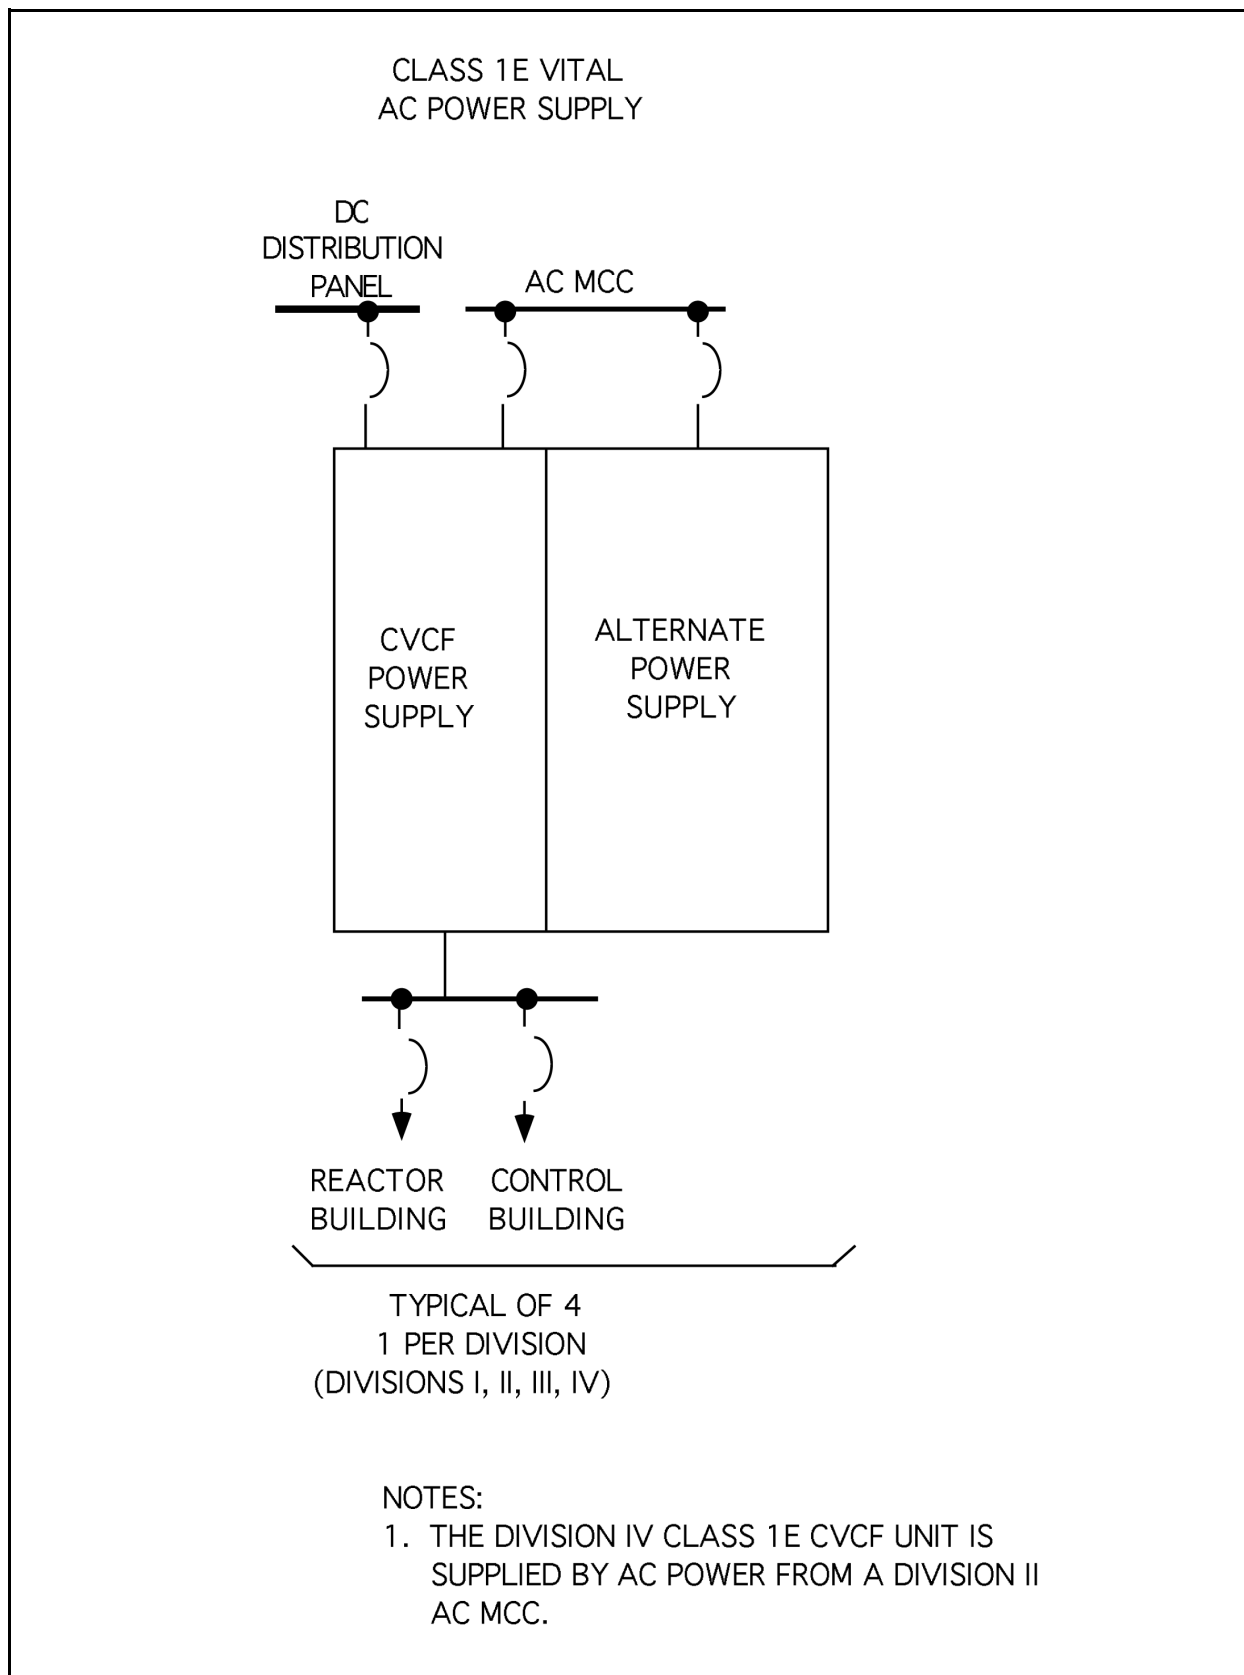 CLASS 1E VITAL
AC POWER SUPPLY
DC
DISTRIBUTION
PANEL
AC MCC
CVCF
POWER
SUPPLY
ALTERNATE
POWER
SUPPLY
REACTOR
BUILDING
CONTROL
BUILDING
TYPICAL OF 4
1 PER DIVISION
(DIVISIONS I, II, III, IV)
NOTES:
1. THE DIVISION IV CLASS 1E CVCF UNIT IS
SUPPLIED BY AC POWER FROM A DIVISION II
AC MCC.